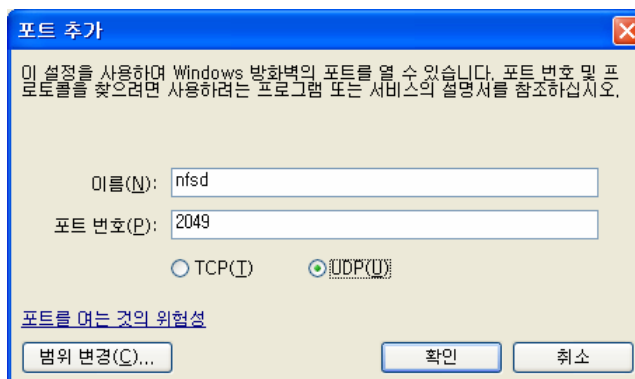 포트 추가
이 설정을 사용하여 Windows 방화벽의 포트를 열 수 있습니다. 포트 번호 및 프
로토콜을 찾으려면 사용하려는 프로그램 또는 서비스의 설명서를 참조하십시오.
이름(N): nfsd
포트 번호(P): 2049
TCP(T) UDP(U)
포트를 여는 것의 위험성
범위 변경(C)... 확인 취소